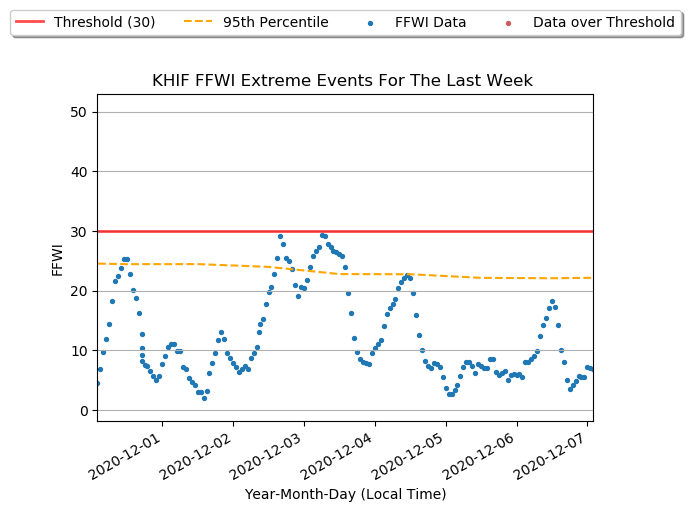 Threshold (30) 95th Percentile FFWI Data Data over Threshold
KHIF FFWI Extreme Events For The Last Week
50
40
30
20
10
0
FFWI
2020-12-01 2020-12-02 2020-12-03 2020-12-04 2020-12-05 2020-12-06 2020-12-07
Year-Month-Day (Local Time)